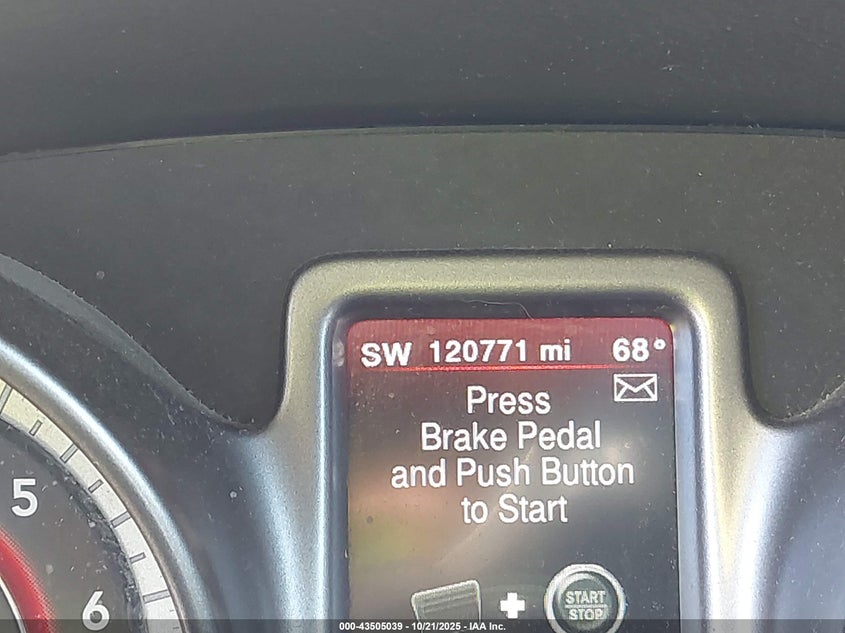 SW 120771 mi 68°
Press
Brake Pedal
and Push Button
to Start
5
6
START
STOP
000-43505039 - 10/21/2025 - IAA Inc.